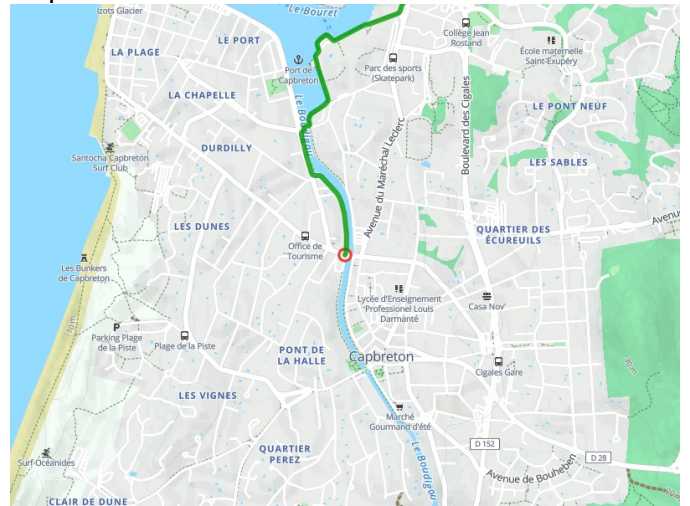 Izots Glacier
Le Bouret
Collège Jean
Rostand
LE PORT
LA PLAGE
École maternelle
Saint-Exupéry
Port de
Capbreton
Parc des sports
(Skatepark)
LA CHAPELLE
Le Boudigau
Boulevard des Cigales
LE PONT NEUF
DURDILLY
Santocha Capbreton
Surf Club
Avenue du Maréchal Leclerc
LES SABLES
LES DUNES
QUARTIER DES
ÉCUREUILS
Avenue
Office de
Tourisme
Les Bunkers
de Capbreton
Lycée d'Enseignement
Professionel Louis
Darmanté
Casa Nov'
10 m
P
Parking Plage
de la Piste
Plage de la Piste
PONT DE
LA HALLE
Capbreton
30 m
Cigales Gare
LES VIGNES
Marché
Gourmand d'été
QUARTIER
PEREZ
D 152
Le Boudigau
D 28
Surf Océanides
Avenue de Bouheben
20 m
CLAIR DE DUNE